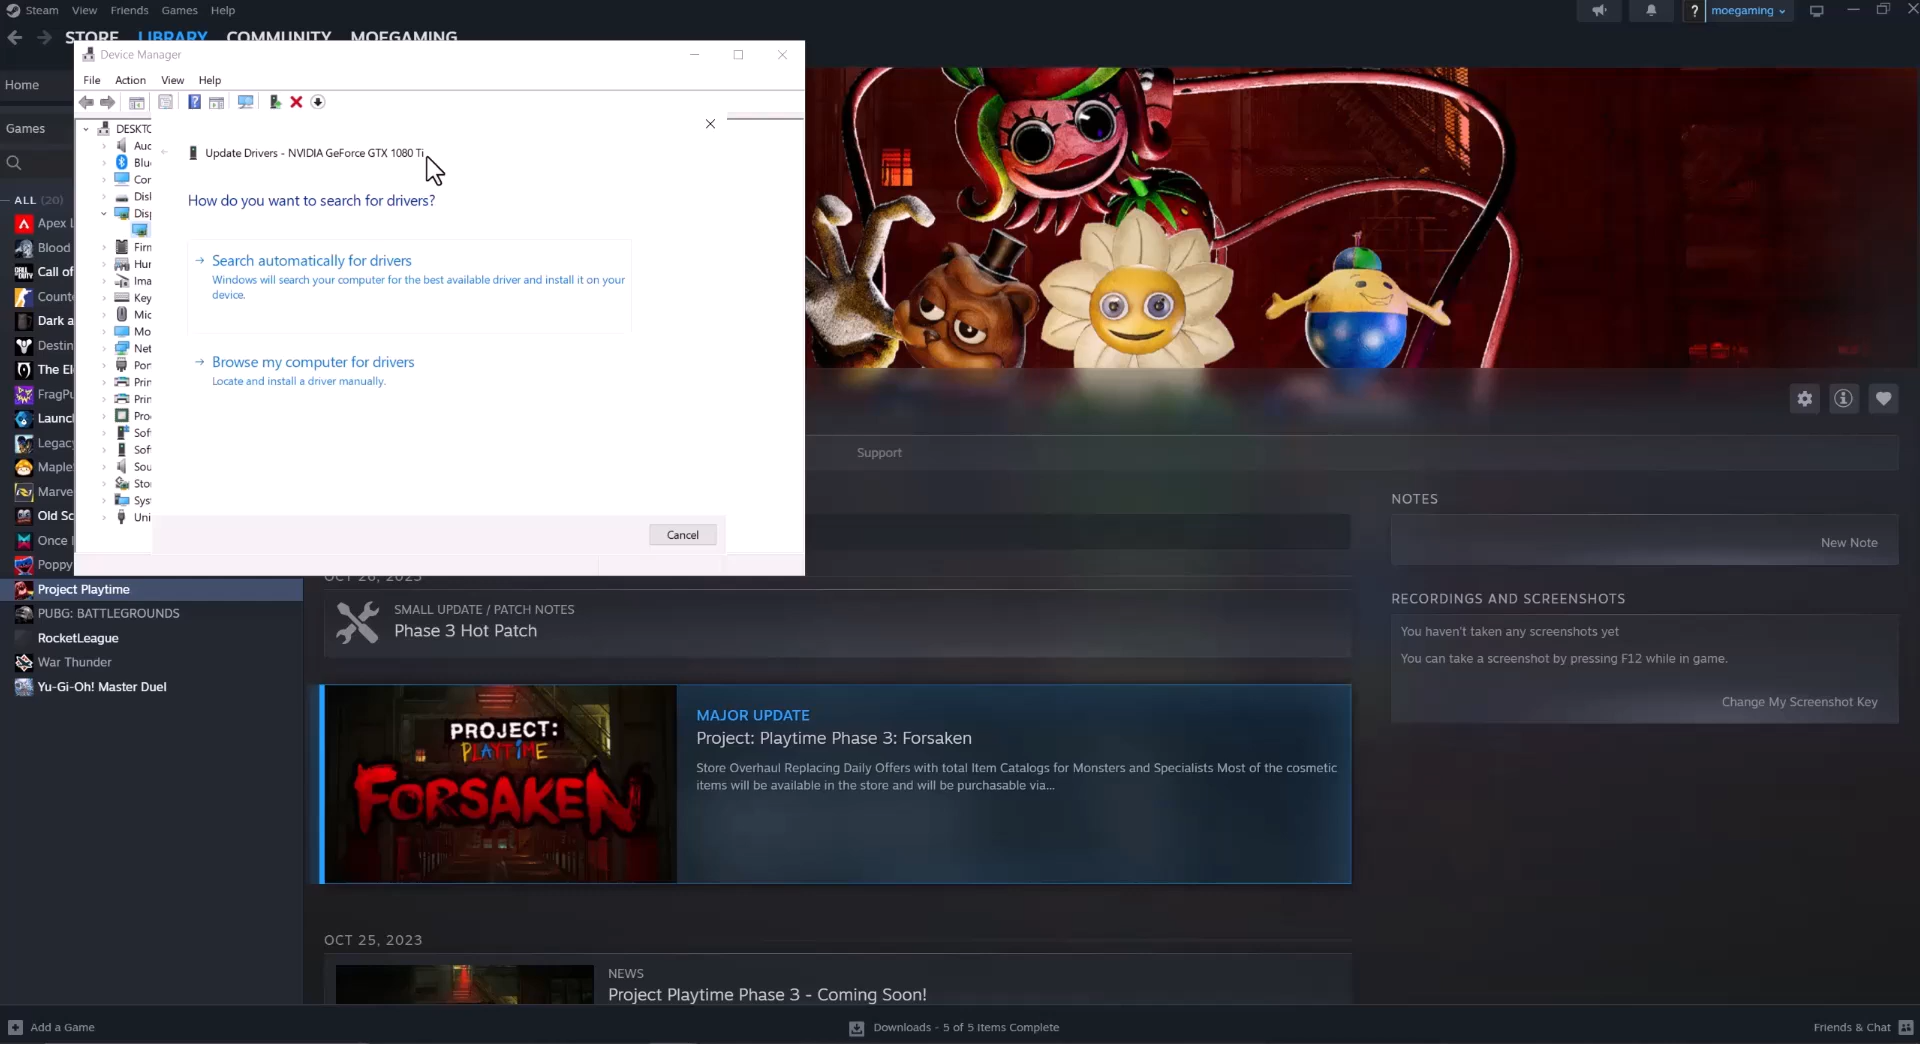 Steam View Friends Games Help
moegaming
STORE LIBRARY COMMUNITY MOEGAMING
Device Manager
File Action View Help
Home
Games
ALL (20)
Apex L
Blood
Call of
Count
Dark a
Destin
The El
FragPu
Launch
Legacy
Maple
Marve
Old Sc
Once
Poppy
Project Playtime
PUBG: BATTLEGROUNDS
RocketLeague
War Thunder
Yu-Gi-Oh! Master Duel
DESKTC
Auc
Blu
Cor
Disk
Disp
Firn
Hur
Ima
Key
Mic
Mo
Net
Por
Prin
Prin
Pro
Sof
Sof
Sou
Stor
Syst
Uni
Update Drivers - NVIDIA GeForce GTX 1080 Ti
How do you want to search for drivers?
Search automatically for drivers
Windows will search your computer for the best available driver and install it on your
device.
Browse my computer for drivers
Locate and install a driver manually.
Cancel
Support
NOTES
New Note
RECORDINGS AND SCREENSHOTS
You haven't taken any screenshots yet
You can take a screenshot by pressing F12 while in game.
Change My Screenshot Key
OCT 26, 2023
SMALL UPDATE / PATCH NOTES
Phase 3 Hot Patch
PROJECT:
PLAYTIME
FORSAKEN
MAJOR UPDATE
Project: Playtime Phase 3: Forsaken
Store Overhaul Replacing Daily Offers with total Item Catalogs for Monsters and Specialists Most of the cosmetic
items will be available in the store and will be purchasable via...
OCT 25, 2023
NEWS
Project Playtime Phase 3 - Coming Soon!
Add a Game
Downloads - 5 of 5 Items Complete
Friends & Chat